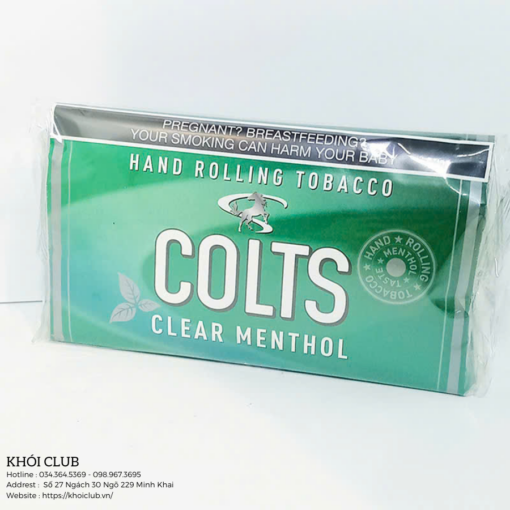 PREGNANT? BREASTFEEDING?
YOUR SMOKING CAN HARM YOUR BABY
HAND ROLLING TOBACCO
COLTS
CLEAR MENTHOL
HAND ROLLING TOBACCO
MENTHOL TASTE
KHÓI CLUB
Hotline : 034.364.5369 - 098.967.3695
Addrest : Số 27 Ngách 30 Ngõ 229 Minh Khai
Website : https://khoiclub.vn/